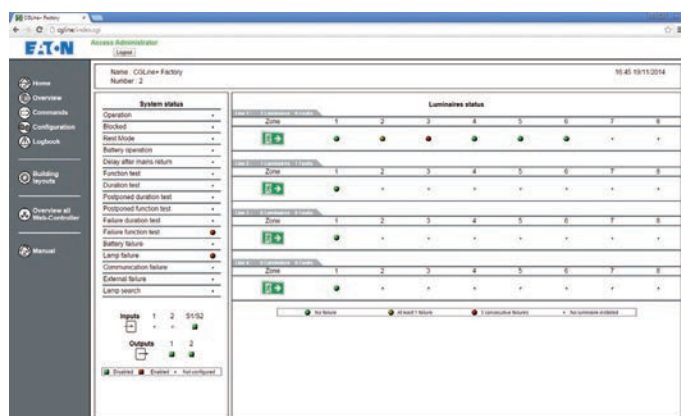 CGLine+ Factory
EATON
Access Administrator
Logout
Home
Overview
Commands
Configuration
Logbook
Building layouts
Overview all Web-Controller
Manual
Name : CGLine+ Factory
Number : 2
16:45 19/11/2014
System status
Operation
Blocked
Rest Mode
Battery operation
Delay after mains return
Function test
Duration test
Postponed duration test
Postponed function test
Failure duration test
Failure function test
Battery failure
Lamp failure
Communication failure
External failure
Lamp search
Inputs 1 2 S1/S2
Outputs 1 2
Disabled Enabled Not configured
Luminaires status
Zone 1 2 3 4 5 6 7 8
Zone 1 2 3 4 5 6 7 8
Zone 1 2 3 4 5 6 7 8
Zone 1 2 3 4 5 6 7 8
No failure At least 1 failure 3 consecutive failures No luminaire installed